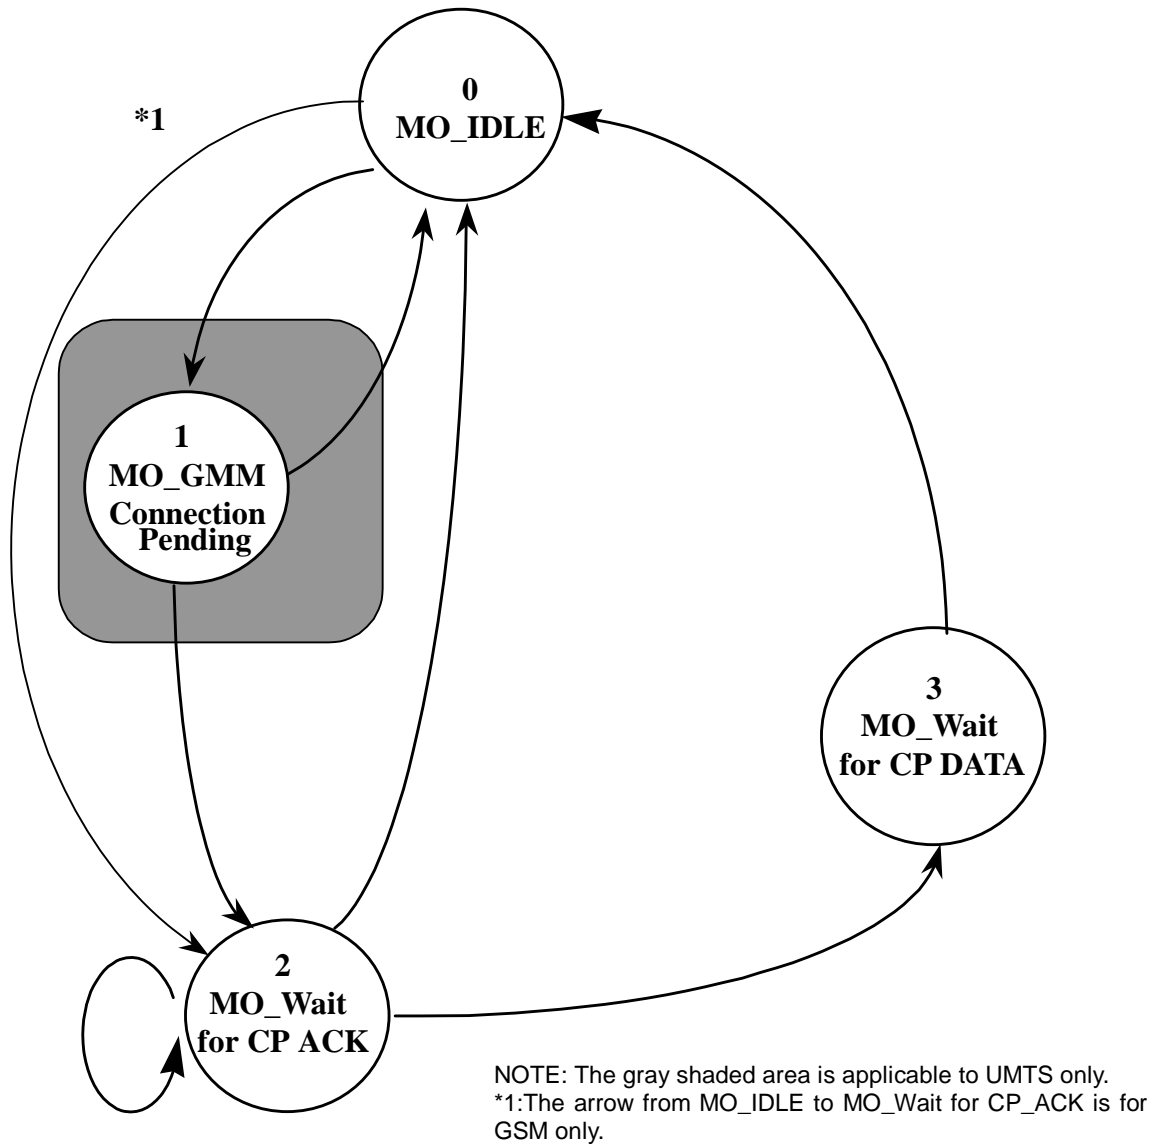 0
MO_IDLE
*1
1
MO_GMM
Connection
Pending
3
MO_Wait
for CP DATA
2
MO_Wait
for CP ACK
NOTE: The gray shaded area is applicable to UMTS only.
*1:The arrow from MO_IDLE to MO_Wait for CP_ACK is for
GSM only.